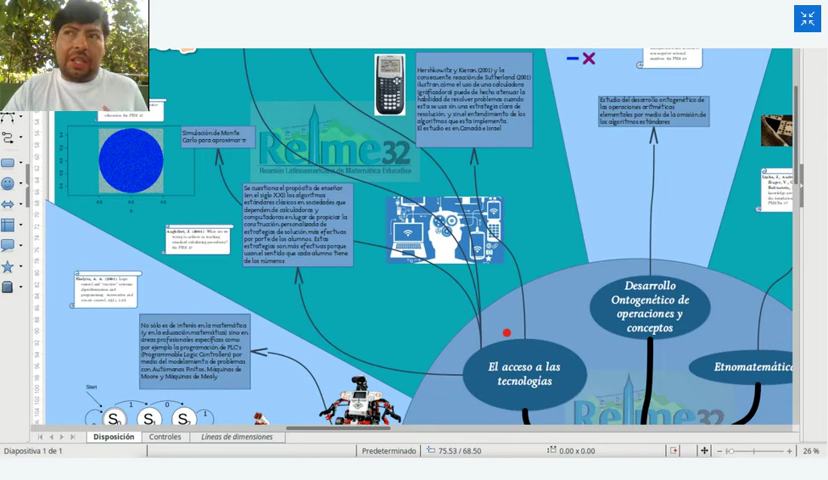 Hershkowitz y Kieran (2001) y la
consecuente reacción de Sutherland (2001)
ilustran cómo el uso de una calculadora
(graficadora) puede de hecho atenuar la
habilidad de resolver problemas cuando
esta se usa sin una estrategia clara de
resolución, y sin el entendimiento de los
algoritmos que esta implementa.
El estudio es en Canadá e Israel
Estudio del desarrollo ontogenético de
las operaciones aritméticas
elementales por medio de la omisión de
los algoritmos estándares
Simulación de Monte
Carlo para aproximar π
Relme32
Reunión Latinoamericana de Matemática Educativa
Se cuestiona el propósito de enseñar
(en el siglo XXI) los algoritmos
estándares clásicos en sociedades que
dependen de calculadoras y
computadoras en lugar de propiciar la
construcción personalizada de
estrategias de solución más efectivas
por parte de los alumnos. Estas
estrategias son más efectivas porque
usan el sentido que cada alumno tiene
de los números
Desarrollo
Ontogenético de
operaciones y
conceptos
El acceso a las
tecnologías
Etnomatemática
No sólo es de interés en la matemática
(y en la educación matemática) sino en
áreas profesionales específicas como
por ejemplo la programación de PLC's
(Programmable Logic Controllers) por
medio del modelamiento de problemas
con Autómatas Finitos, Máquinas de
Moore y Máquinas de Mealy
Start
1 0 1
S S S
Relme32
Disposición Controles Líneas de dimensiones
Diapositiva 1 de 1 Predeterminado 75.53 / 68.50 0.00 x 0.00 26 %